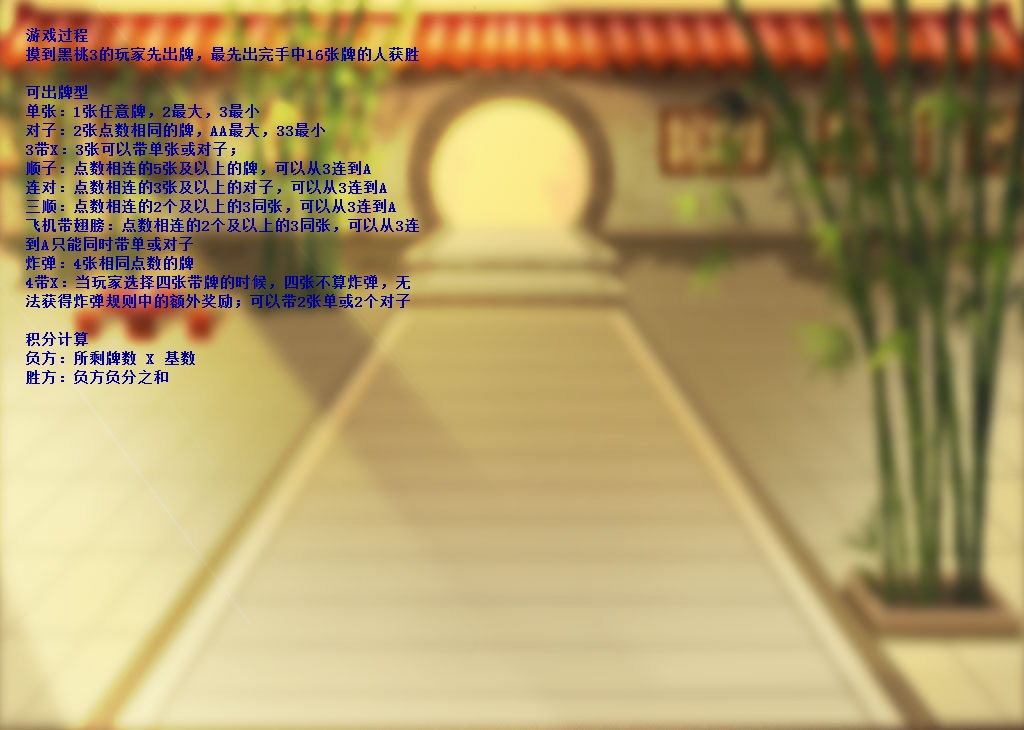 游戏过程
摸到黑桃3的玩家先出牌，最先出完手中16张牌的人获胜
可出牌型
单张：1张任意牌，2最大，3最小
对子：2张点数相同的牌，AA最大，33最小
3带X：3张可以带单张或对子；
顺子：点数相连的5张及以上的牌，可以从3连到A
连对：点数相连的3张及以上的对子，可以从3连到A
三顺：点数相连的2个及以上的3同张，可以从3连到A
飞机带翅膀：点数相连的2个及以上的3同张，可以从3连
到A只能同时带单或对子
炸弹：4张相同点数的牌
4带X：当玩家选择四张带牌的时候，四张不算炸弹，无
法获得炸弹规则中的额外奖励；可以带2张单或2个对子
积分计算
负方：所剩牌数 X 基数
胜方：负方负分之和